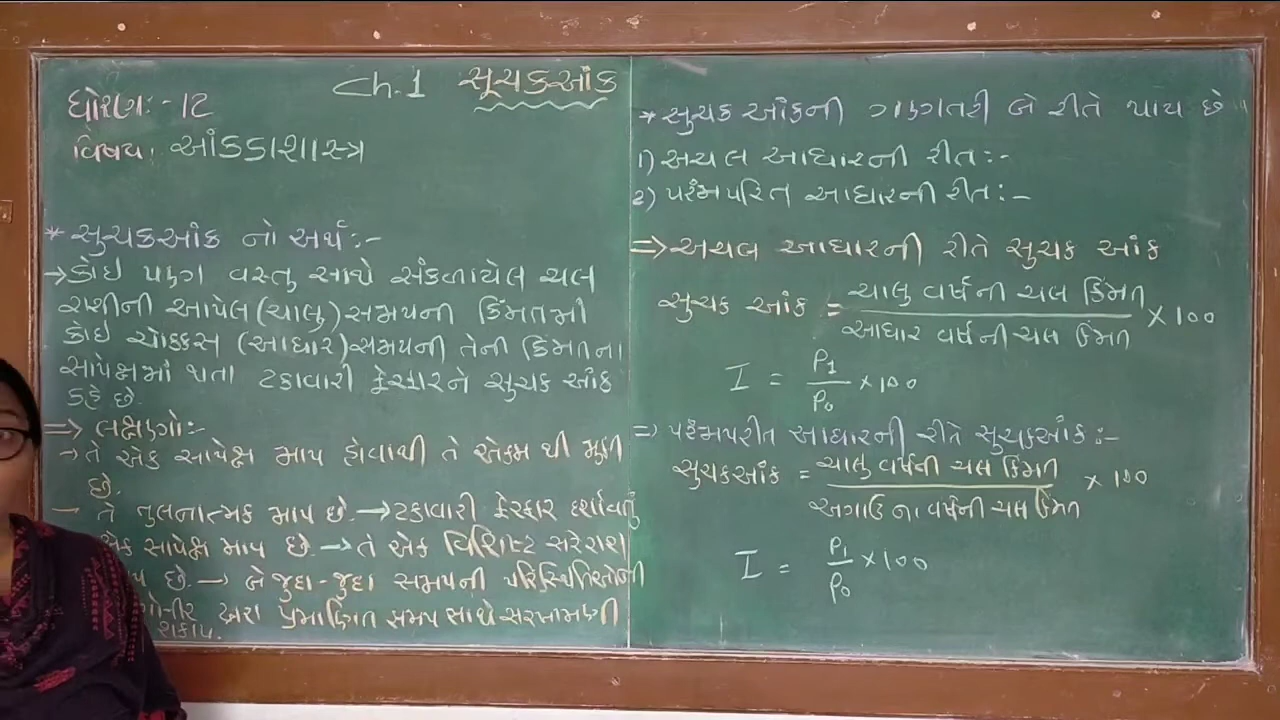 Ch.1 સૂચકઆંક
ધોરણ:- 12
વિષય: આંકડાશાસ્ત્ર
* સુચકઆંક નો અર્થ:-
→ કોઇ પણ વસ્તુ સાથે સંકળાયેલ ચલ
રાશીની આપેલ (ચાલુ) સમયની કિંમતમાં
કોઇ ચોક્કસ (આધાર) સમયની તેની કિંમતના
સાપેક્ષમાં થતા ટકાવારી ફેરફારને સુચક આંક
કહે છે.
⇒ લક્ષણો:-
→ તે એક સાપેક્ષ માપ હોવાથી તે એકમ થી મુક્ત
છે.
— તે તુલનાત્મક માપ છે. → ટકાવારી ફેરફાર દર્શાવતું
એક સાપેક્ષ માપ છે. → તે એક વિશિષ્ટ સરેરાશ
છે. → બે જુદા-જુદા સમયની પરિસ્થિતિઓની
દ્વારા પ્રમાણિત સમય સાથે સરખામણી
શકાય.
* સુચક આંકની ગણતરી બે રીતે થાય છે
1) અચલ આધારની રીત:-
2) પરંમપરિત આધારની રીત:-
⇒ અચલ આધારની રીતે સુચક આંક
સુચક આંક = ચાલુ વર્ષની ચલ કિંમત / આધાર વર્ષની ચલ કિંમત × 100
I = P1 / P0 × 100
⇒ પરંમપરીત આધારની રીતે સુચકઆંક:-
સુચકઆંક = ચાલુ વર્ષની ચલ કિંમત / અગાઉના વર્ષની ચલ કિંમત × 100
I = P1 / P0 × 100